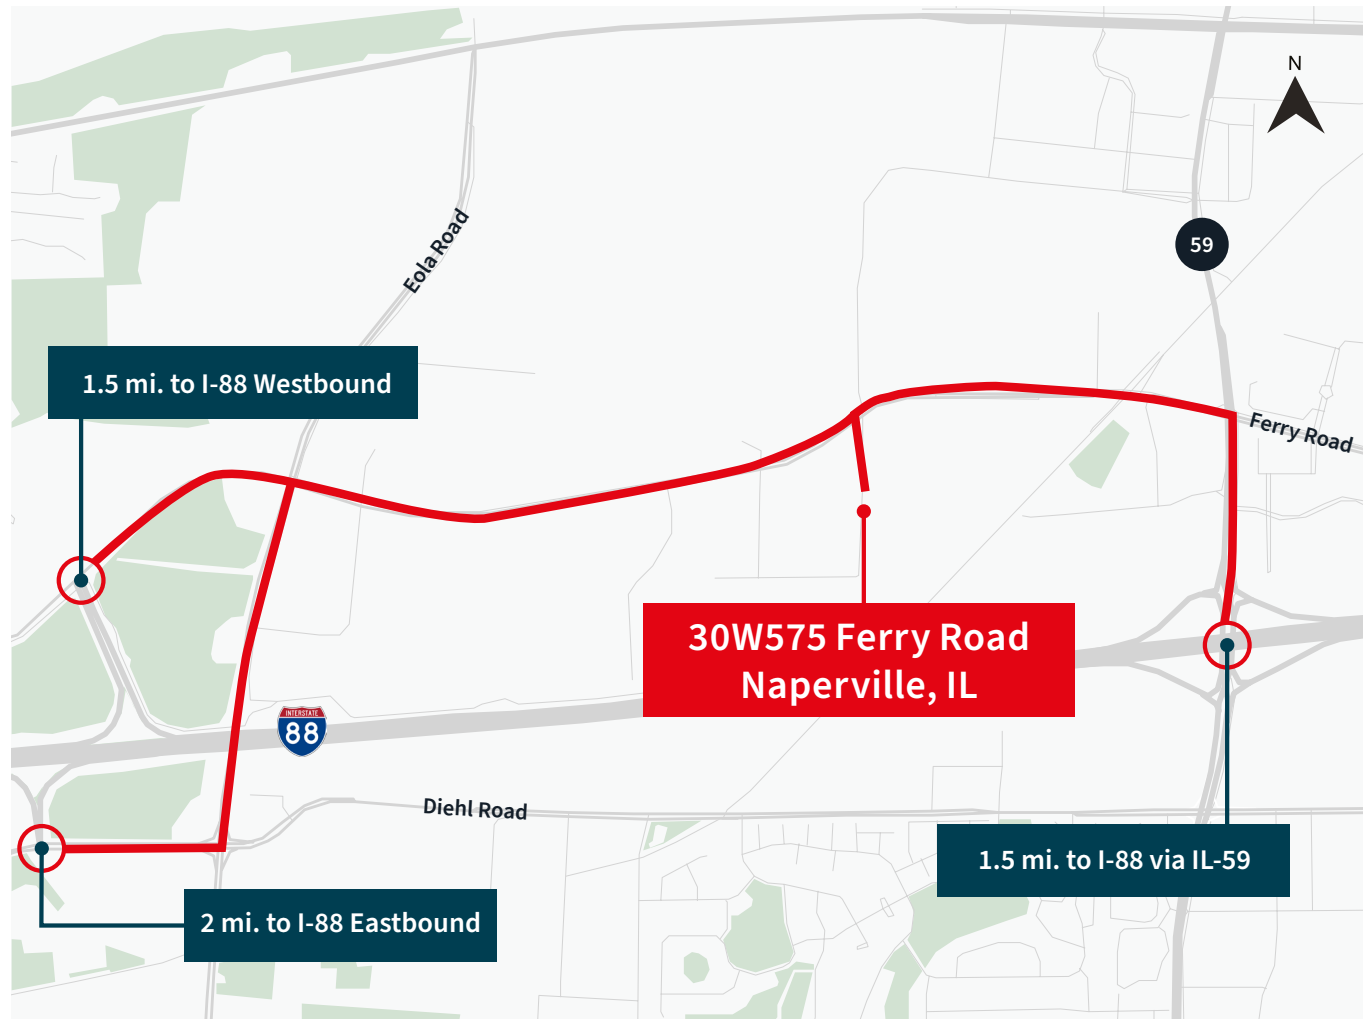 N
59
Eola Road
1.5 mi. to I-88 Westbound
Ferry Road
30W575 Ferry Road
Naperville, IL
INTERSTATE
88
Diehl Road
1.5 mi. to I-88 via IL-59
2 mi. to I-88 Eastbound